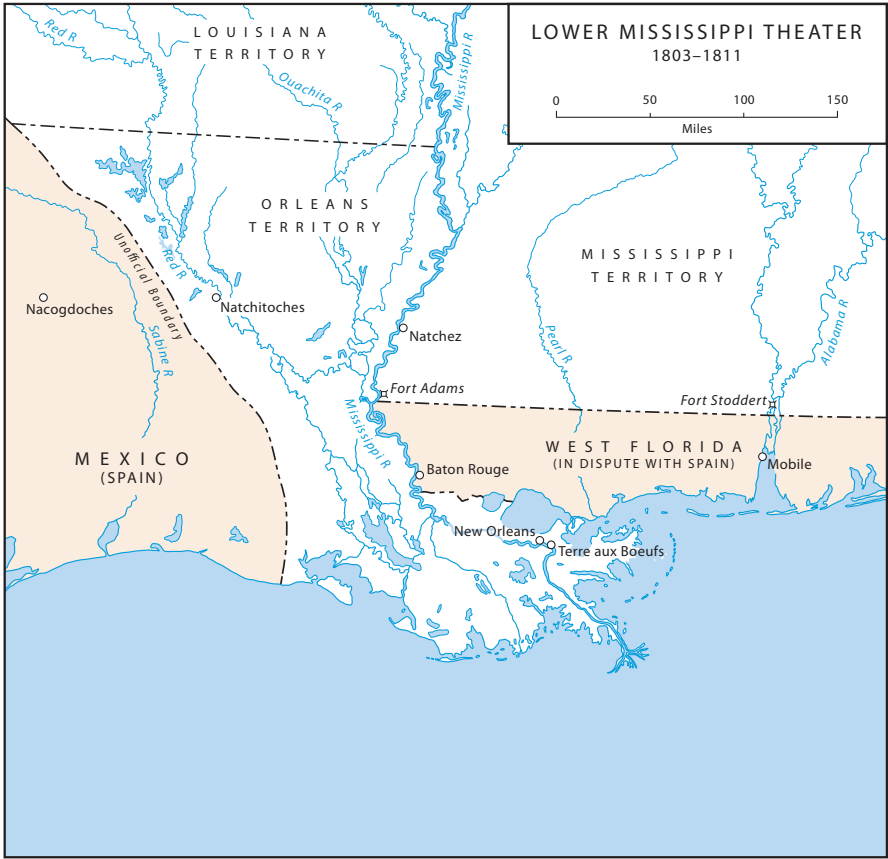 LOWER MISSISSIPPI THEATER
1803–1811
0 50 100 150
Miles
LOUISIANA
TERRITORY
Red R
Ouachita R
Mississippi R
ORLEANS
TERRITORY
MISSISSIPPI
TERRITORY
Unofficial Boundary
Red R
Nacogdoches
Natchitoches
Sabine R
Natchez
Pearl R
Alabama R
Fort Adams
Fort Stoddert
Mississippi R
MEXICO
(SPAIN)
WEST FLORIDA
(IN DISPUTE WITH SPAIN)
Baton Rouge
Mobile
New Orleans
Terre aux Boeufs